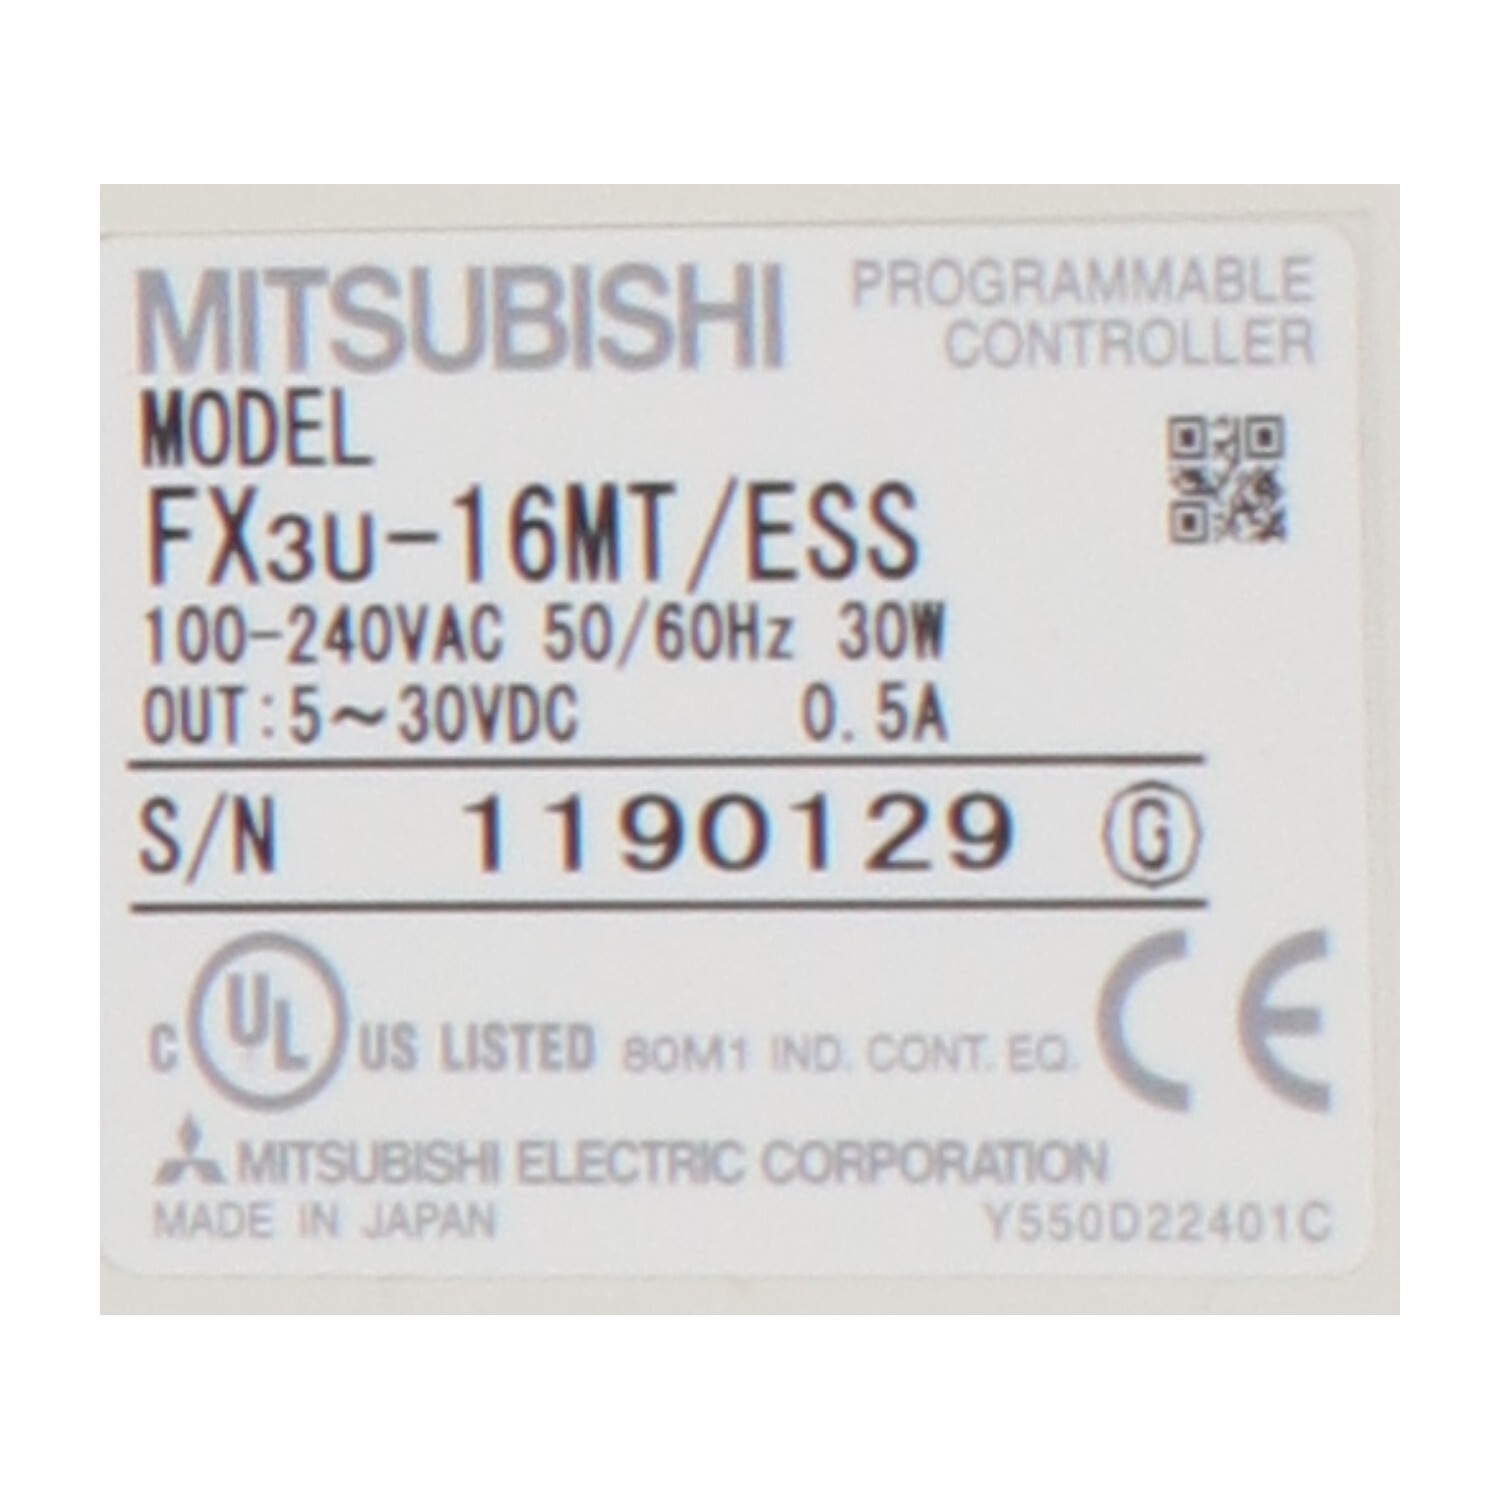 MITSUBISHI
PROGRAMMABLE
CONTROLLER
MODEL
FX3U-16MT/ESS
100-240VAC 50/60Hz 30W
OUT:5~30VDC 0.5A
S/N 1190129 G
C UL US LISTED 80M1 IND. CONT. EQ. CE
MITSUBISHI ELECTRIC CORPORATION
MADE IN JAPAN Y550D22401C